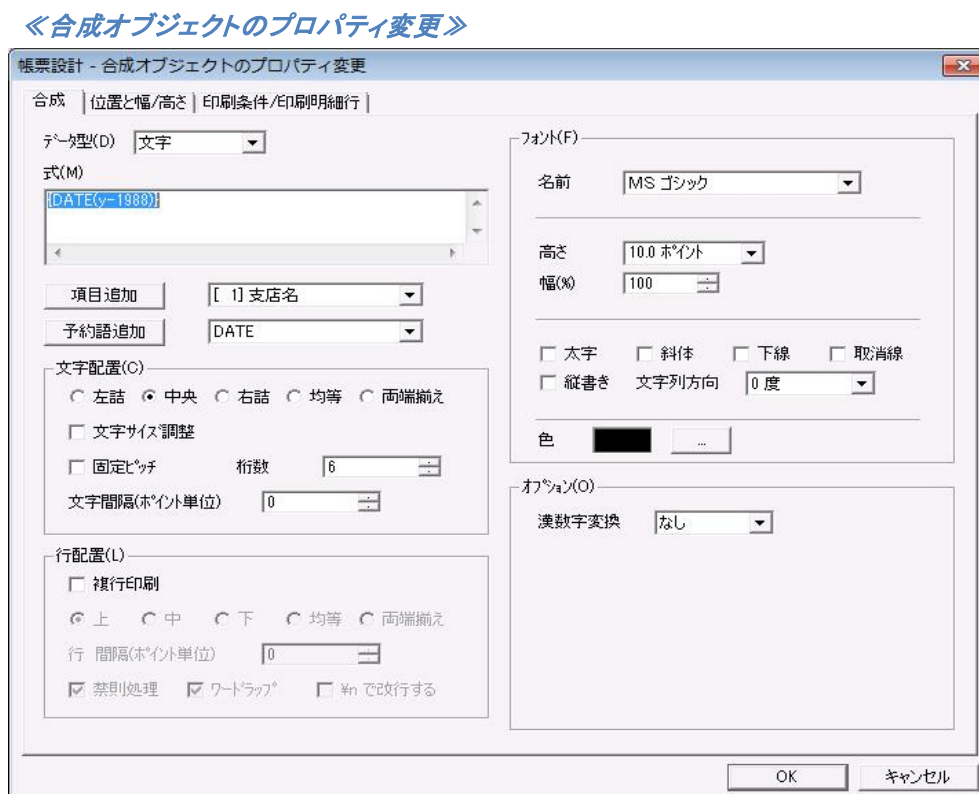 ≪合成オブジェクトのプロパティ変更≫
帳票設計 - 合成オブジェクトのプロパティ変更
合成 位置と幅/高さ 印刷条件/印刷明細行
ﾃﾞｰﾀ型(D) 文字
式(M)
{DATE(y-1988)}
項目追加 [ 1] 支店名
予約語追加 DATE
文字配置(C)
左詰 中央 右詰 均等 両端揃え
文字サイズ調整
固定ﾋﾟｯﾁ 桁数 6
文字間隔(ﾎﾟｲﾝﾄ単位) 0
行配置(L)
複行印刷
上 中 下 均等 両端揃え
行 間隔(ﾎﾟｲﾝﾄ単位) 0
禁則処理 ﾜｰﾄﾞﾗｯﾌﾟ ¥n で改行する
ﾌｫﾝﾄ(F)
名前 MS ゴシック
高さ 10.0 ﾎﾟｲﾝﾄ
幅(%) 100
太字 斜体 下線 取消線
縦書き 文字列方向 0 度
色 ...
ｵﾌﾟｼｮﾝ(O)
漢数字変換 なし
OK キャンセル